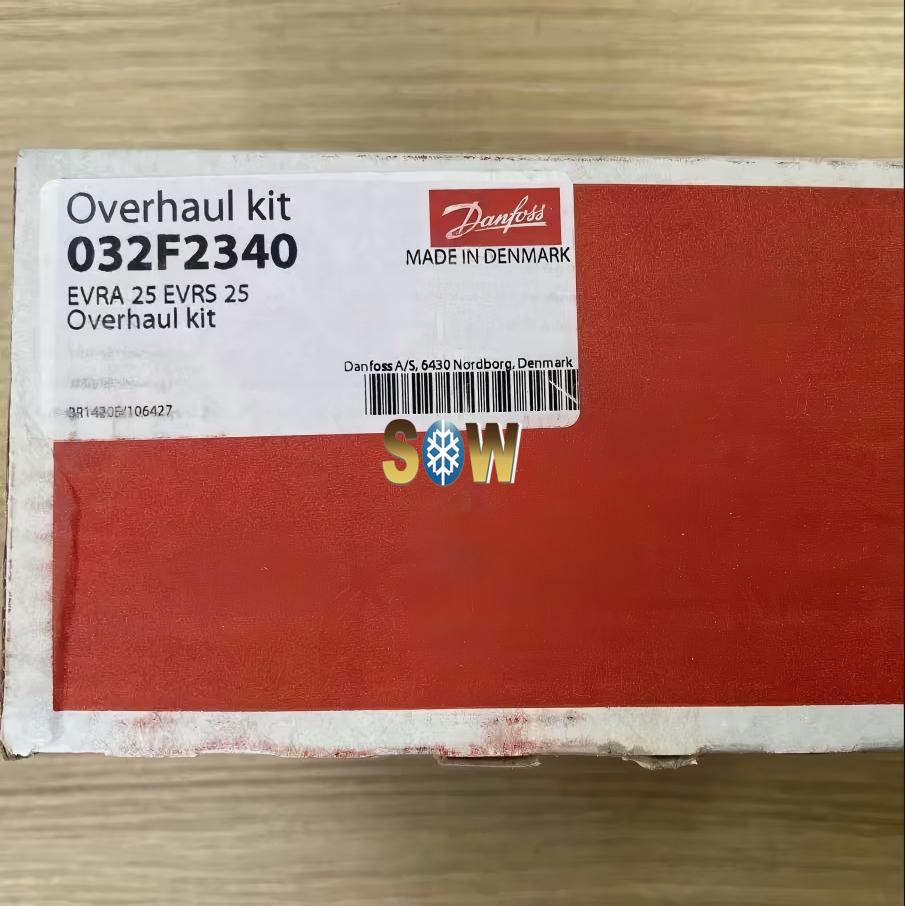 Overhaul kit
032F2340
EVRA 25 EVRS 25
Overhaul kit
Danfoss
MADE IN DENMARK
Danfoss A/S, 6430 Nordborg, Denmark
SOW